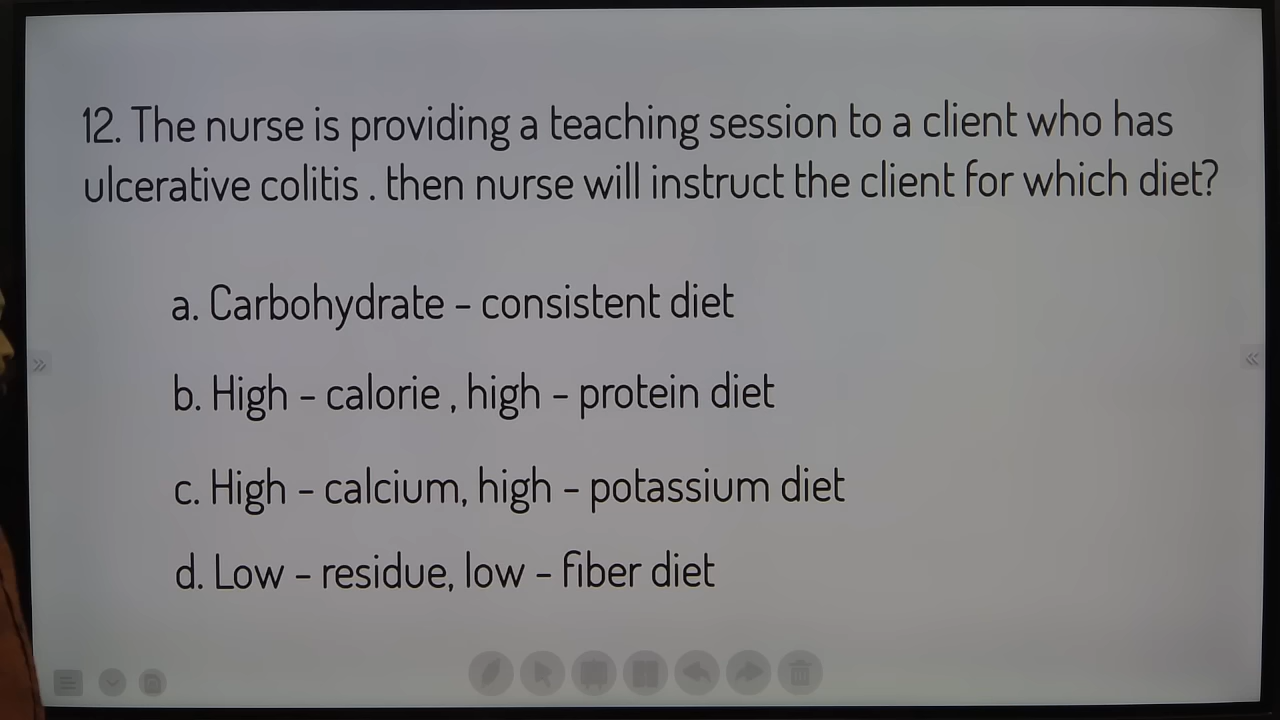 12. The nurse is providing a teaching session to a client who has
ulcerative colitis . then nurse will instruct the client for which diet?
a. Carbohydrate - consistent diet
b. High - calorie , high - protein diet
c. High - calcium, high - potassium diet
d. Low - residue, low - fiber diet